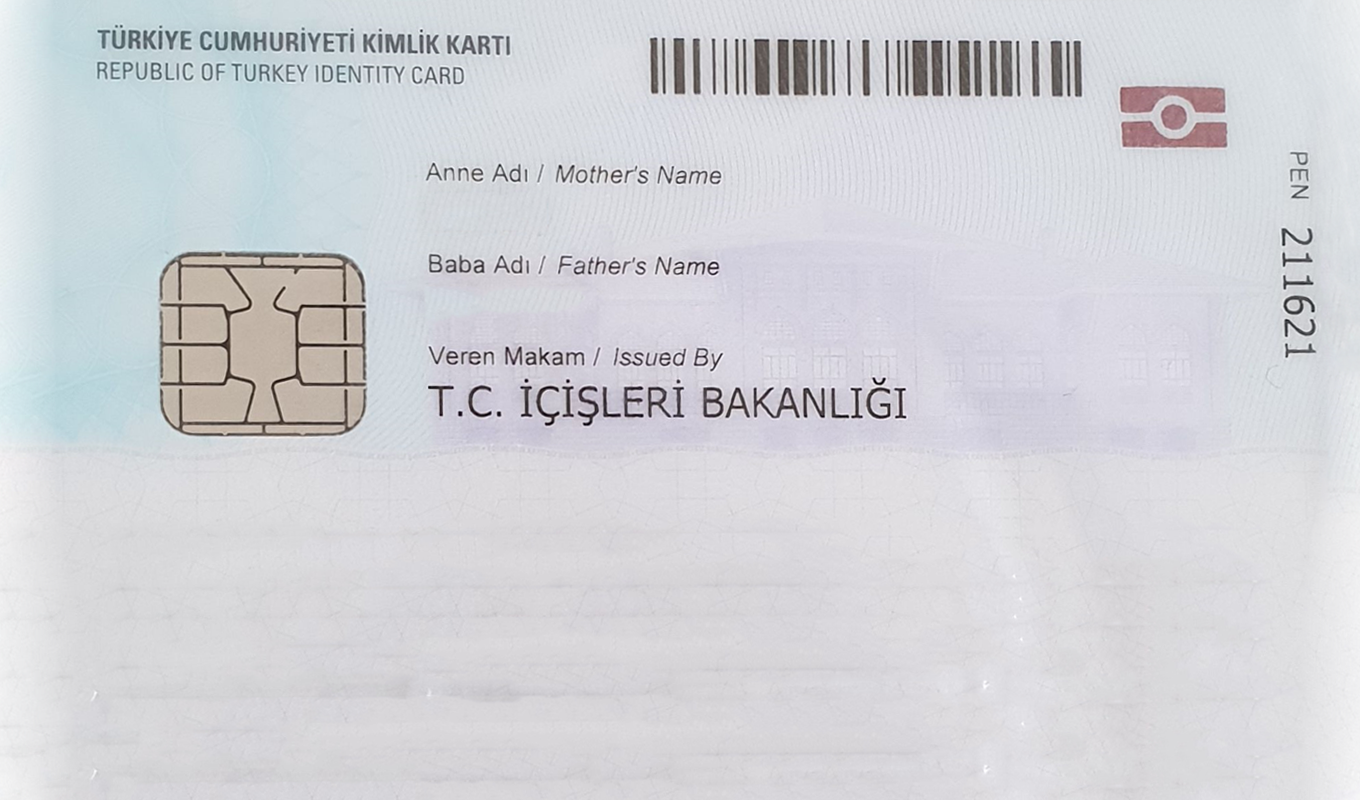 TÜRKİYE CUMHURİYETİ KİMLİK KARTI
REPUBLIC OF TURKEY IDENTITY CARD
Anne Adı / Mother's Name
Baba Adı / Father's Name
Veren Makam / Issued By
T.C. İÇİŞLERİ BAKANLIĞI
PEN 211621